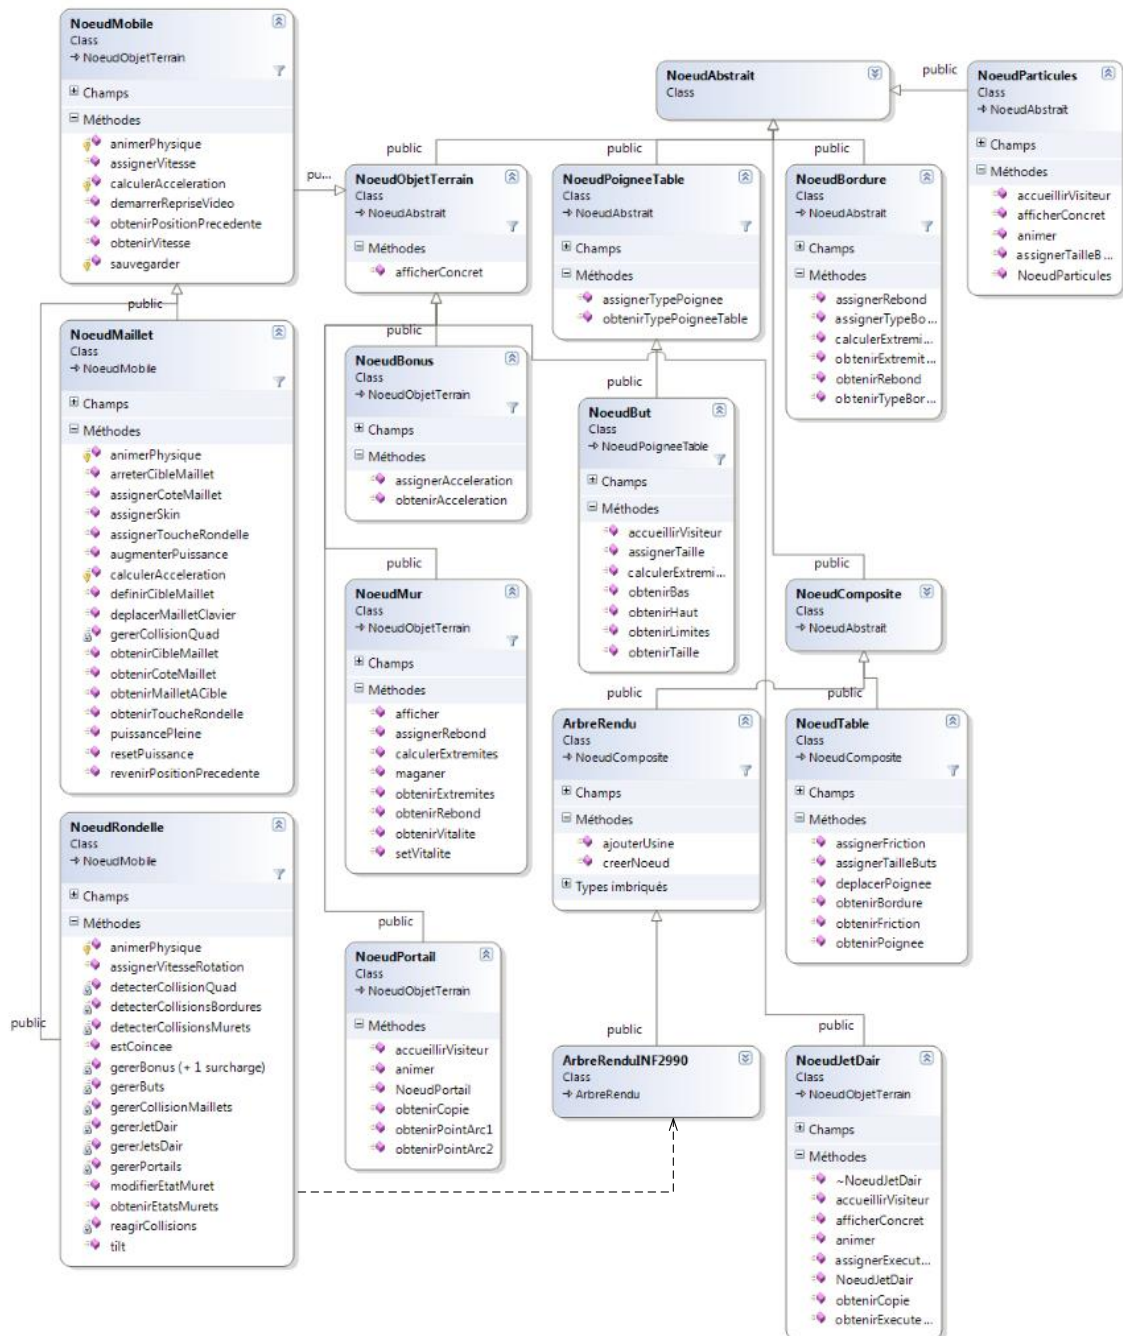 NoeudMobile
Class
→ NoeudObjetTerrain
Champs
Méthodes
animerPhysique
assignerVitesse
calculerAcceleration
demarrerRepriseVideo
obtenirPositionPrecedente
obtenirVitesse
sauvegarder
public
pu...
NoeudAbstrait
Class
public
NoeudParticules
Class
→ NoeudAbstrait
Champs
Méthodes
accueillirVisiteur
afficherConcret
animer
assignerTailleB...
NoeudParticules
public
NoeudObjetTerrain
Class
→ NoeudAbstrait
Méthodes
afficherConcret
public
NoeudPoigneeTable
Class
→ NoeudAbstrait
Champs
Méthodes
assignerTypePoignee
obtenirTypePoigneeTable
public
NoeudBordure
Class
→ NoeudAbstrait
Champs
Méthodes
assignerRebond
assignerTypeBo...
calculerExtremi...
obtenirExtremit...
obtenirRebond
obtenirTypeBor...
NoeudMaillet
Class
→ NoeudMobile
Champs
Méthodes
animerPhysique
arreterCibleMaillet
assignerCoteMaillet
assignerSkin
assignerToucheRondelle
augmenterPuissance
calculerAcceleration
definirCibleMaillet
deplacerMailletClavier
gererCollisionQuad
obtenirCibleMaillet
obtenirCoteMaillet
obtenirMailletACible
obtenirToucheRondelle
puissancePleine
resetPuissance
revenirPositionPrecedente
public
NoeudBonus
Class
→ NoeudObjetTerrain
Champs
Méthodes
assignerAcceleration
obtenirAcceleration
public
NoeudBut
Class
→ NoeudPoigneeTable
Champs
Méthodes
accueillirVisiteur
assignerTaille
calculerExtremi...
obtenirBas
obtenirHaut
obtenirLimites
obtenirTaille
public
NoeudMur
Class
→ NoeudObjetTerrain
Champs
Méthodes
afficher
assignerRebond
calculerExtremites
maganer
obtenirExtremites
obtenirRebond
obtenirVitalite
setVitalite
public
NoeudComposite
Class
→ NoeudAbstrait
public
ArbreRendu
Class
→ NoeudComposite
Champs
Méthodes
ajouterUsine
creerNoeud
Types imbriqués
public
NoeudTable
Class
→ NoeudComposite
Champs
Méthodes
assignerFriction
assignerTailleButs
deplacerPoignee
obtenirBordure
obtenirFriction
obtenirPoignee
public
NoeudRondelle
Class
→ NoeudMobile
Champs
Méthodes
animerPhysique
assignerVitesseRotation
detecterCollisionQuad
detecterCollisionsBordures
detecterCollisionsMurets
estCoincee
gererBonus (+ 1 surcharge)
gererButs
gererCollisionMaillets
gererJetDair
gererJetsDair
gererPortails
modifierEtatMuret
obtenirEtatsMurets
reagirCollisions
tilt
public
NoeudPortail
Class
→ NoeudObjetTerrain
Méthodes
accueillirVisiteur
animer
NoeudPortail
obtenirCopie
obtenirPointArc1
obtenirPointArc2
public
ArbreRenduINF2990
Class
→ ArbreRendu
public
NoeudJetDair
Class
→ NoeudObjetTerrain
Champs
Méthodes
~NoeudJetDair
accueillirVisiteur
afficherConcret
animer
assignerExecut...
NoeudJetDair
obtenirCopie
obtenirExecute...